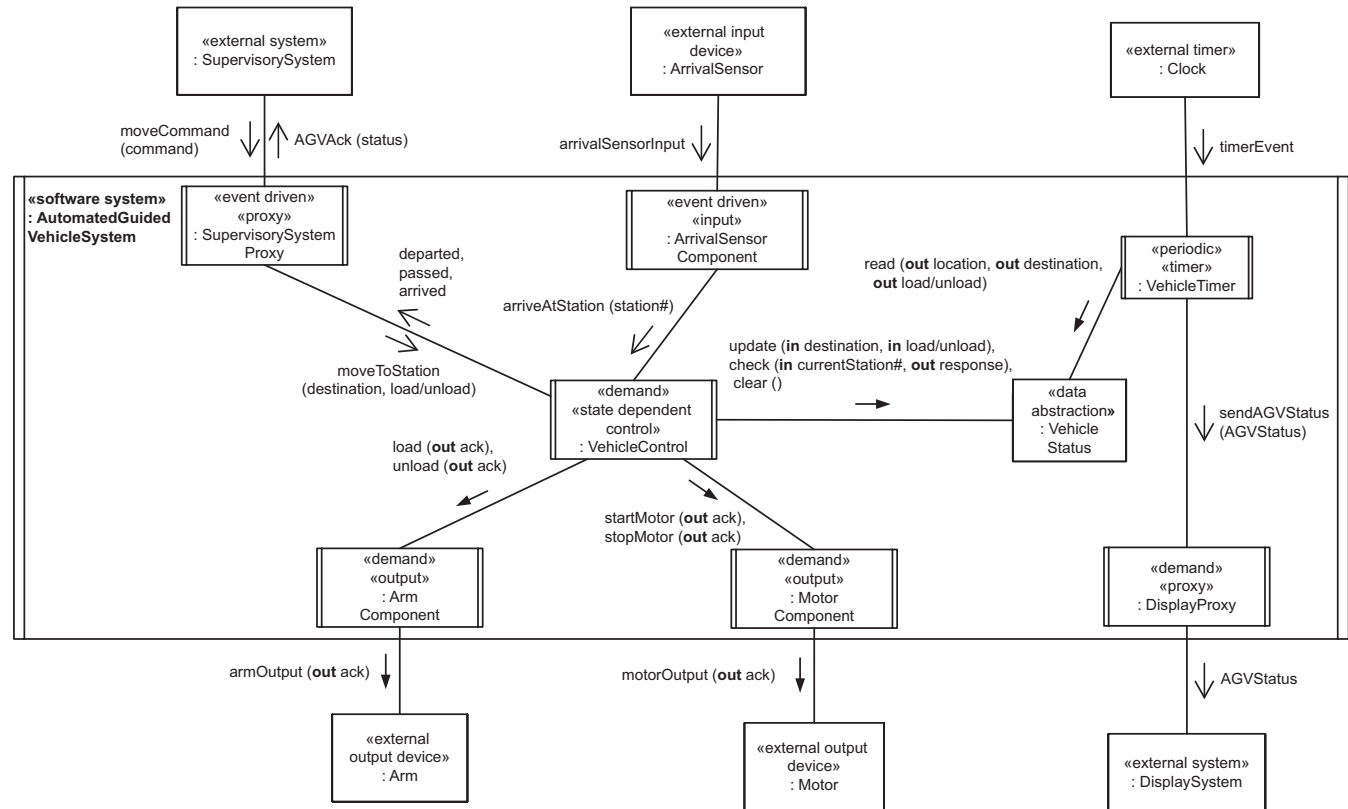 «external system»
: SupervisorySystem
«external input
device»
: ArrivalSensor
«external timer»
: Clock
moveCommand
(command)
AGVAck (status)
arrivalSensorInput
timerEvent
«software system»
: AutomatedGuided
VehicleSystem
«event driven»
«proxy»
: SupervisorySystem
Proxy
«event driven»
«input»
: ArrivalSensor
Component
«periodic»
«timer»
: VehicleTimer
departed,
passed,
arrived
read (out location, out destination,
out load/unload)
arriveAtStation (station#)
moveToStation
(destination, load/unload)
update (in destination, in load/unload),
check (in currentStation#, out response),
clear ()
«demand»
«state dependent
control»
: VehicleControl
«data
abstraction»
: Vehicle
Status
sendAGVStatus
(AGVStatus)
load (out ack),
unload (out ack)
startMotor (out ack),
stopMotor (out ack)
«demand»
«output»
: Arm
Component
«demand»
«output»
: Motor
Component
«demand»
«proxy»
: DisplayProxy
armOutput (out ack)
motorOutput (out ack)
AGVStatus
«external
output device»
: Arm
«external output
device»
: Motor
«external system»
: DisplaySystem